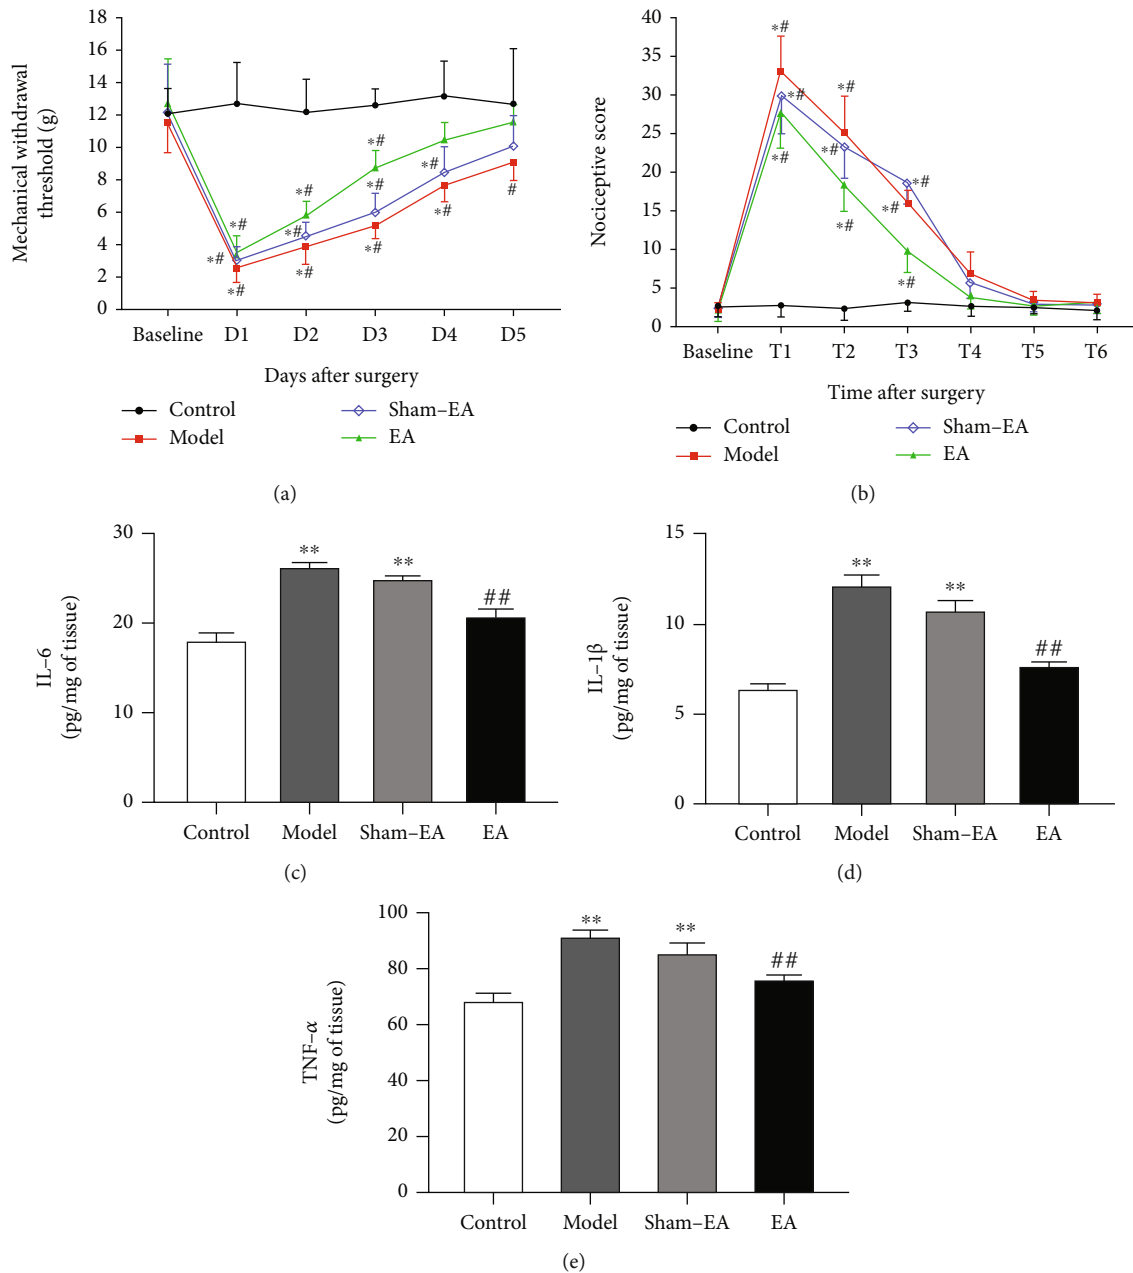 18
16
14
12
10
8
6
4
2
0
Mechanical withdrawal
threshold (g)
*#
*#
*#
*#
*#
*#
*#
*#
*#
*#
*#
#
Baseline
D1
D2
D3
D4
D5
Days after surgery
Control
Sham–EA
Model
EA
(a)
40
35
30
25
20
15
10
5
0
Nociceptive score
*#
*#
*#
*#
*#
*#
*#
*#
*#
Baseline
T1
T2
T3
T4
T5
T6
Time after surgery
Control
Sham–EA
Model
EA
(b)
30
20
10
0
IL–6
(pg/mg of tissue)
**
**
##
Control
Model
Sham–EA
EA
(c)
15
10
5
0
IL–1β
(pg/mg of tissue)
**
**
##
Control
Model
Sham–EA
EA
(d)
100
80
60
40
20
0
TNF–α
(pg/mg of tissue)
**
**
##
Control
Model
Sham–EA
EA
(e)